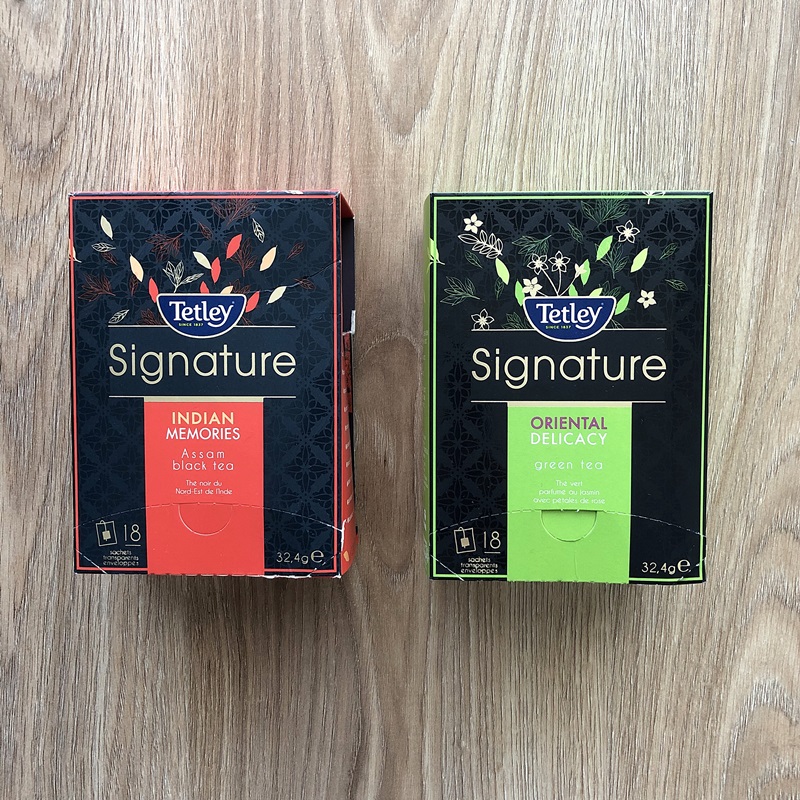 Tetley
SINCE 1837
Signature
INDIAN
MEMORIES
Assam
black tea
Thé noir du
Nord-Est de l'Inde
18
sachets
transparents
enveloppés
32,4g e
Tetley
SINCE 1837
Signature
ORIENTAL
DELICACY
green tea
Thé vert
parfumé au jasmin
avec pétales de rose
18
sachets
transparents
enveloppés
32,4g e